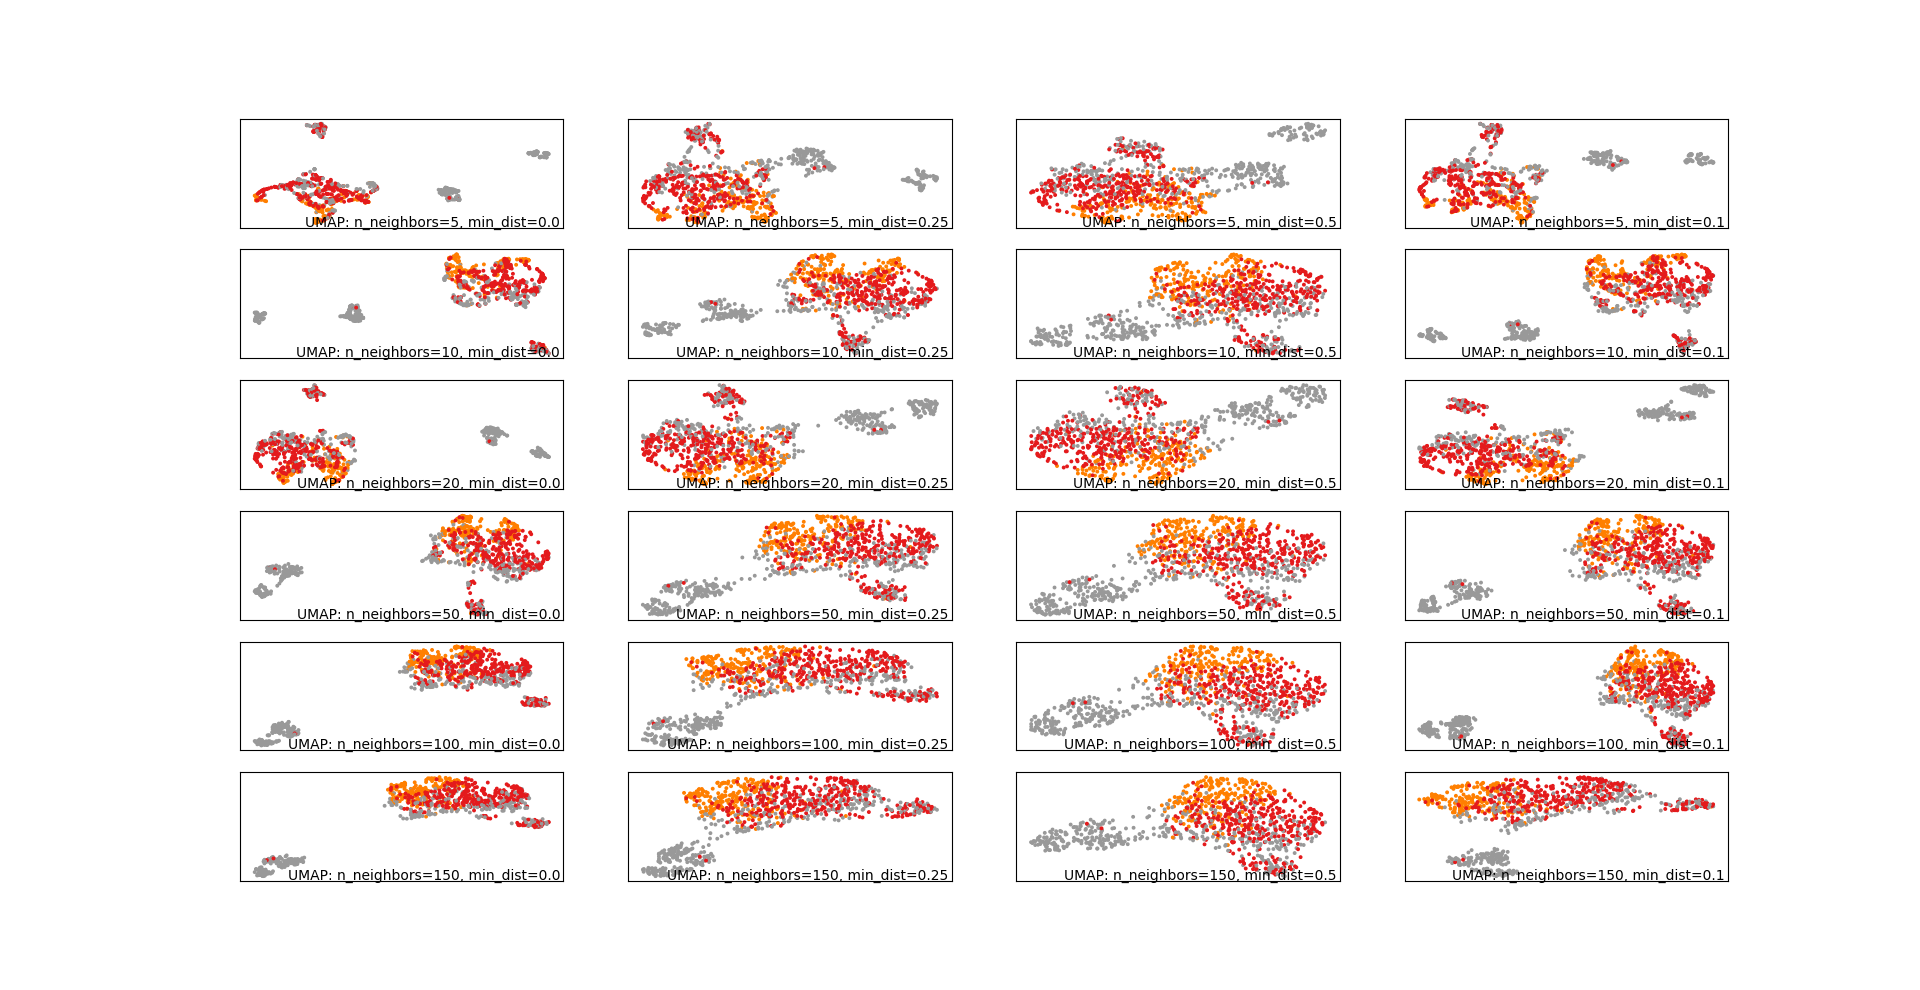 UMAP: n_neighbors=5, min_dist=0.0
UMAP: n_neighbors=5, min_dist=0.25
UMAP: n_neighbors=5, min_dist=0.5
UMAP: n_neighbors=5, min_dist=0.1
UMAP: n_neighbors=10, min_dist=0.0
UMAP: n_neighbors=10, min_dist=0.25
UMAP: n_neighbors=10, min_dist=0.5
UMAP: n_neighbors=10, min_dist=0.1
UMAP: n_neighbors=20, min_dist=0.0
UMAP: n_neighbors=20, min_dist=0.25
UMAP: n_neighbors=20, min_dist=0.5
UMAP: n_neighbors=20, min_dist=0.1
UMAP: n_neighbors=50, min_dist=0.0
UMAP: n_neighbors=50, min_dist=0.25
UMAP: n_neighbors=50, min_dist=0.5
UMAP: n_neighbors=50, min_dist=0.1
UMAP: n_neighbors=100, min_dist=0.0
UMAP: n_neighbors=100, min_dist=0.25
UMAP: n_neighbors=100, min_dist=0.5
UMAP: n_neighbors=100, min_dist=0.1
UMAP: n_neighbors=150, min_dist=0.0
UMAP: n_neighbors=150, min_dist=0.25
UMAP: n_neighbors=150, min_dist=0.5
UMAP: n_neighbors=150, min_dist=0.1